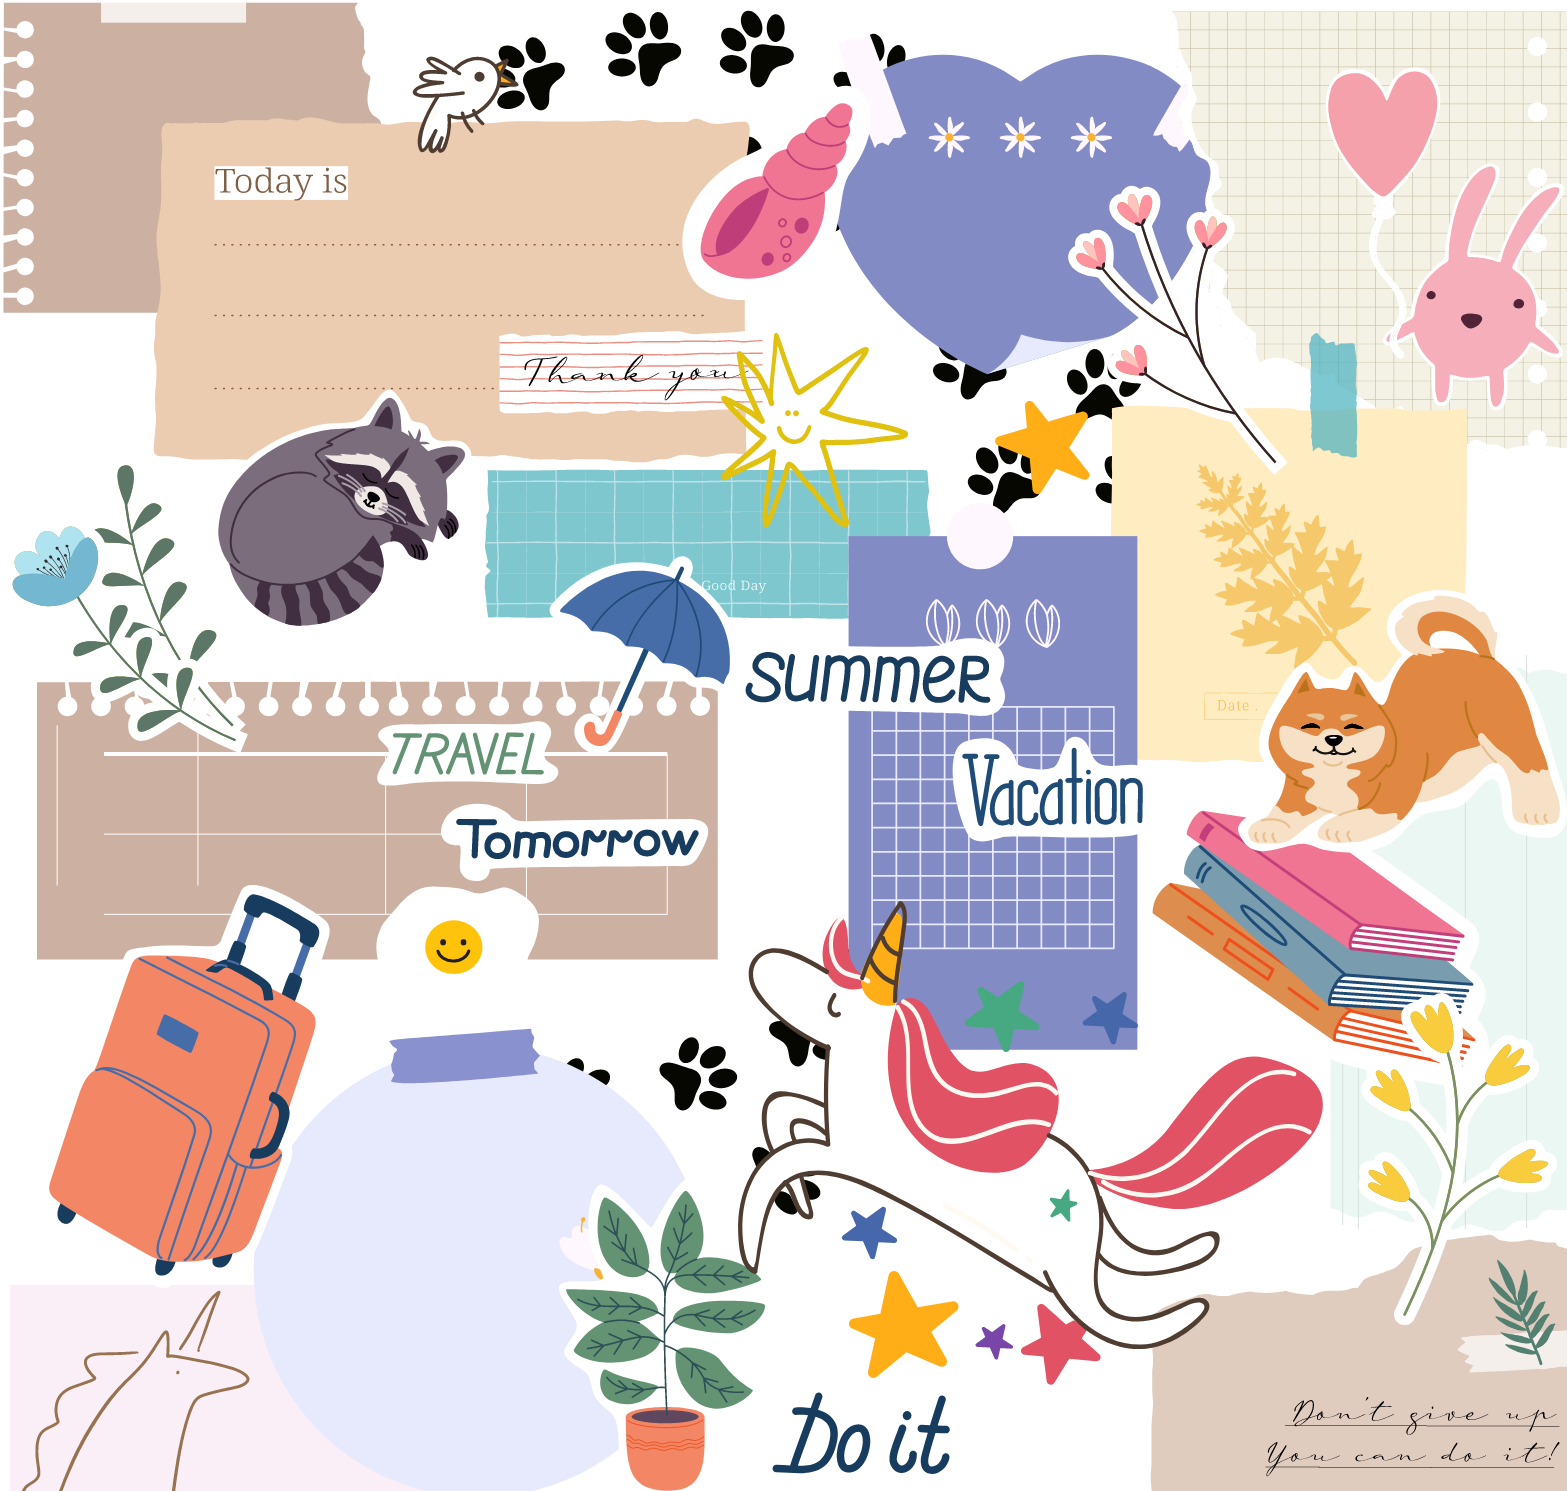 Today is
Thank you
Good Day
summer
Date .
TRAVEL
Vacation
Tomorrow
Do it
Don't give up
You can do it!